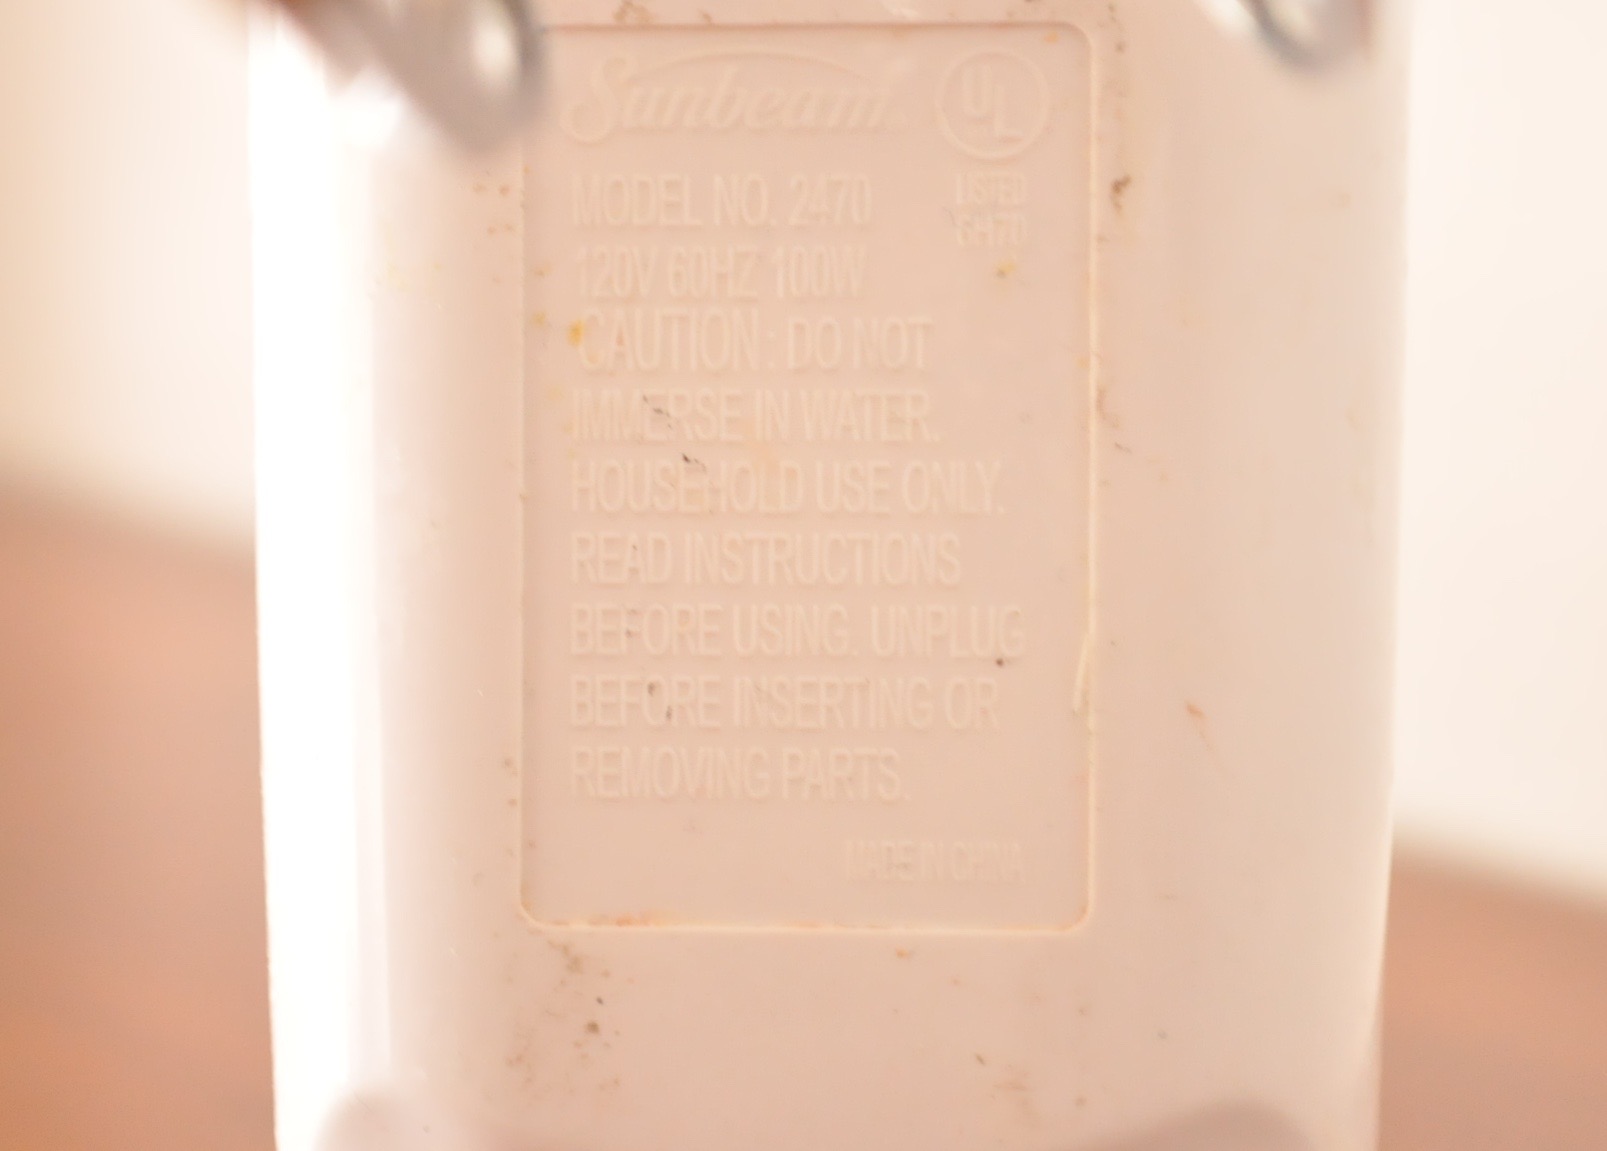 Sunbeam
UL
MODEL NO. 2470
LISTED
120V 60HZ 100W
CAUTION: DO NOT
IMMERSE IN WATER.
HOUSEHOLD USE ONLY.
READ INSTRUCTIONS
BEFORE USING. UNPLUG
BEFORE INSERTING OR
REMOVING PARTS.
MADE IN CHINA